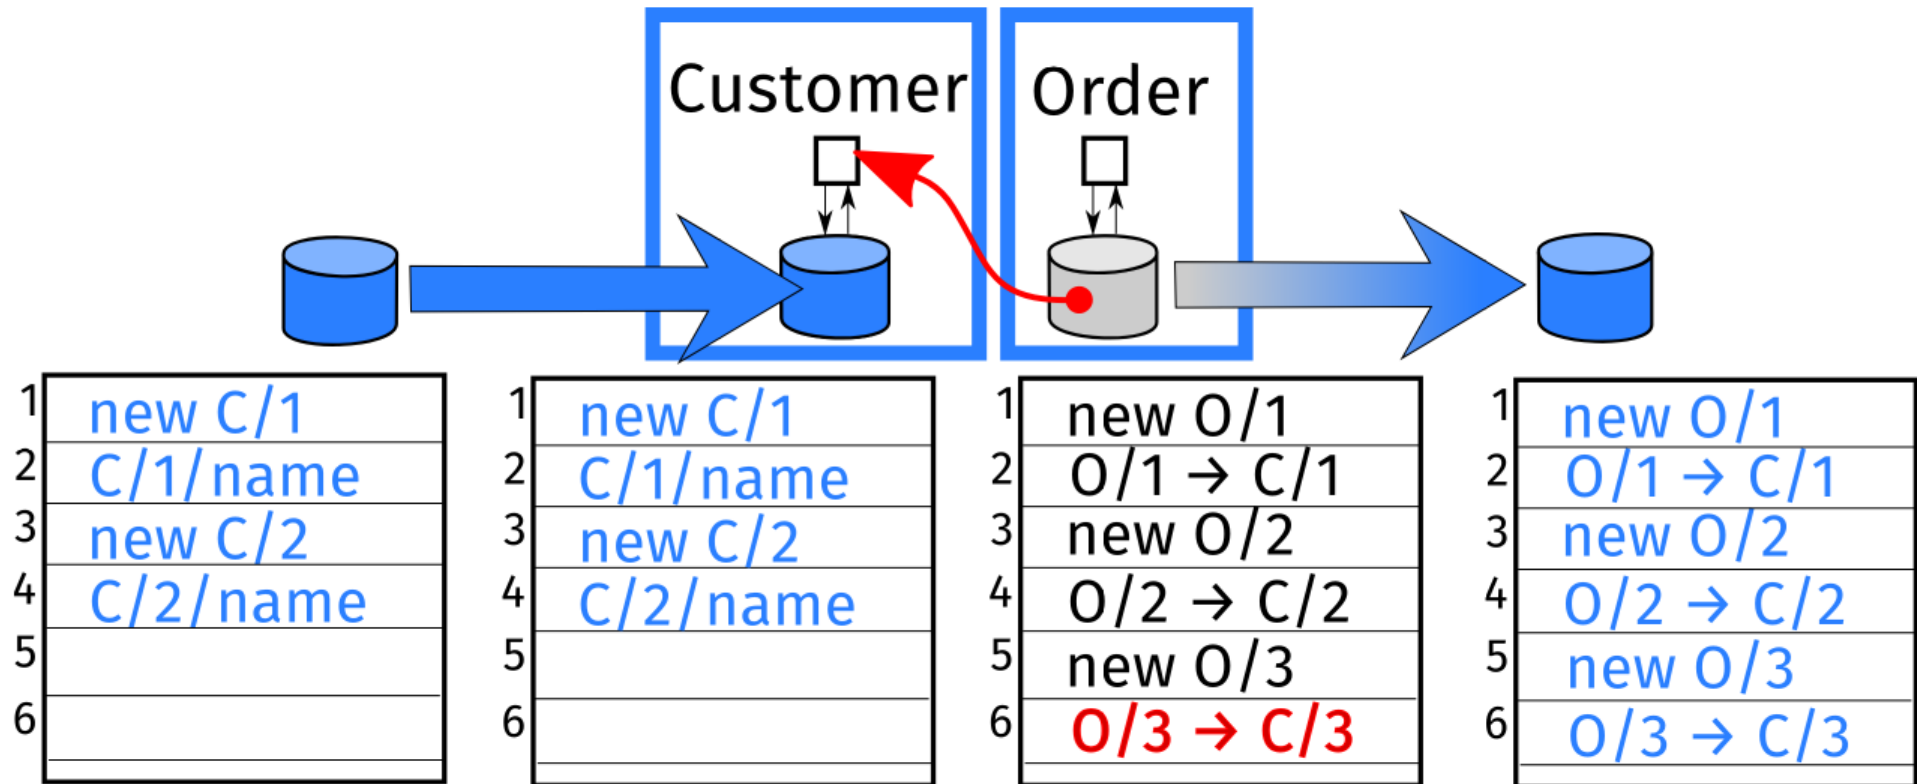 Customer
Order
1 new C/1
2 C/1/name
3 new C/2
4 C/2/name
5
6
1 new C/1
2 C/1/name
3 new C/2
4 C/2/name
5
6
1 new O/1
2 O/1 → C/1
3 new O/2
4 O/2 → C/2
5 new O/3
6 O/3 → C/3
1 new O/1
2 O/1 → C/1
3 new O/2
4 O/2 → C/2
5 new O/3
6 O/3 → C/3